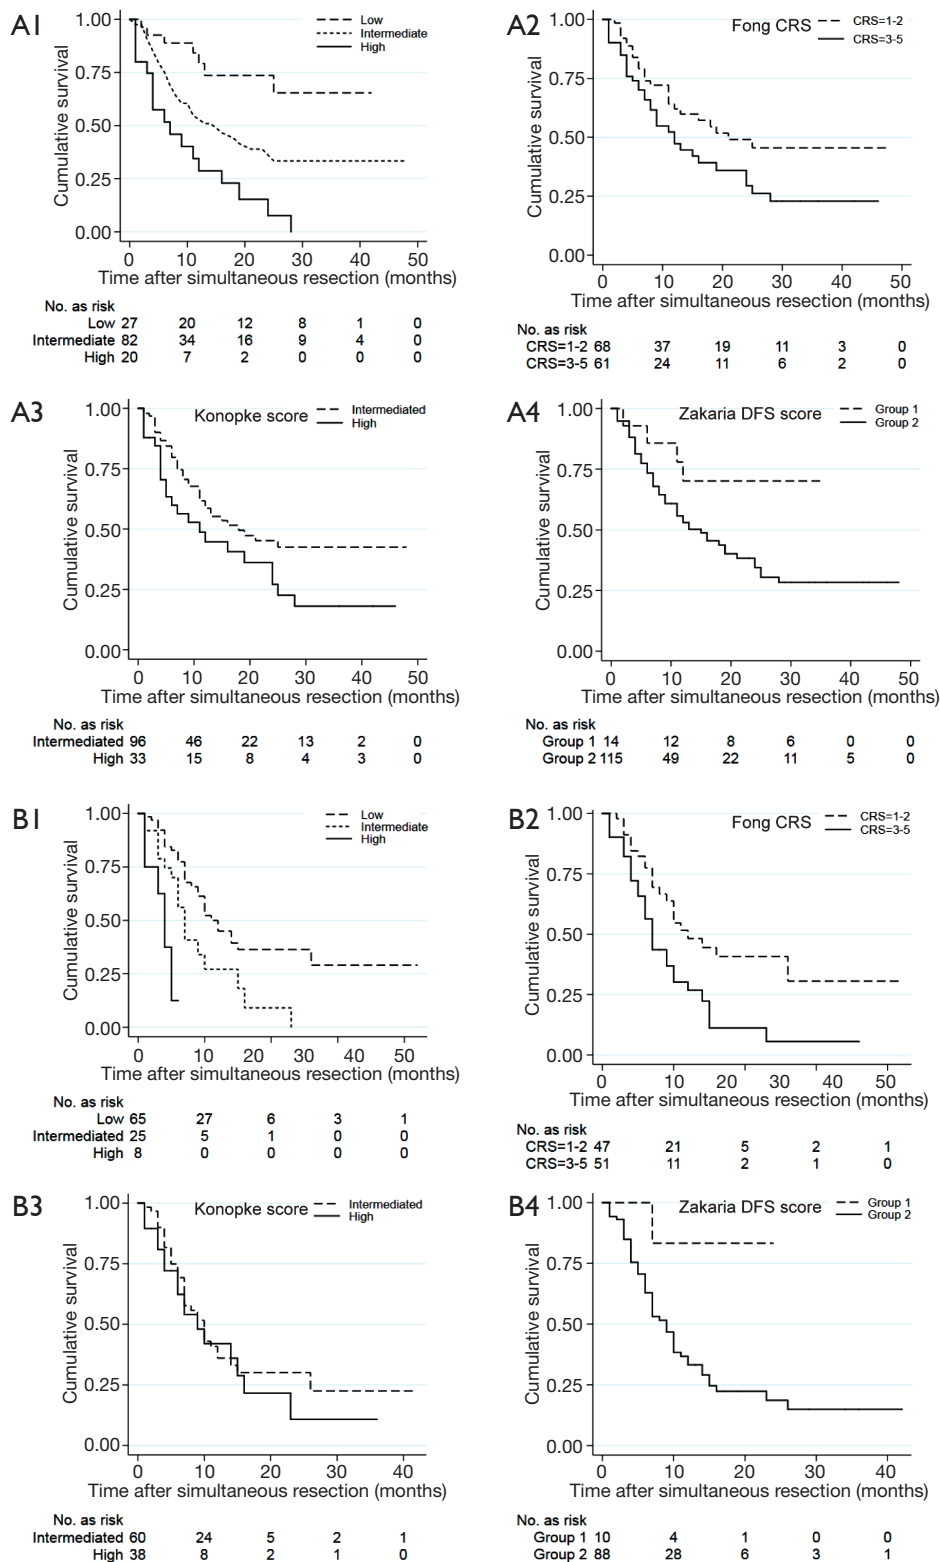 A1
Low
Intermediate
High
1.00
0.75
0.50
0.25
0.00
Cumulative survival
0 10 20 30 40 50
Time after simultaneous resection (months)
No. as risk
Low 27 20 12 8 1 0
Intermediate 82 34 16 9 4 0
High 20 7 2 0 0 0
A2
Fong CRS
CRS=1-2
CRS=3-5
1.00
0.75
0.50
0.25
0.00
Cumulative survival
0 10 20 30 40 50
Time after simultaneous resection (months)
No. as risk
CRS=1-2 68 37 19 11 3 0
CRS=3-5 61 24 11 6 2 0
A3
Konopke score
Intermediated
High
1.00
0.75
0.50
0.25
0.00
Cumulative survival
0 10 20 30 40 50
Time after simultaneous resection (months)
No. as risk
Intermediated 96 46 22 13 2 0
High 33 15 8 4 3 0
A4
Zakaria DFS score
Group 1
Group 2
1.00
0.75
0.50
0.25
0.00
Cumulative survival
0 10 20 30 40 50
Time after simultaneous resection (months)
No. as risk
Group 1 14 12 8 6 0 0
Group 2 115 49 22 11 5 0
B1
Low
Intermediate
High
1.00
0.75
0.50
0.25
0.00
Cumulative survival
0 10 20 30 40 50
Time after simultaneous resection (months)
No. as risk
Low 65 27 6 3 1
Intermediated 25 5 1 0 0
High 8 0 0 0 0
B2
Fong CRS
CRS=1-2
CRS=3-5
1.00
0.75
0.50
0.25
0.00
Cumulative survival
0 10 20 30 40 50
Time after simultaneous resection (months)
No. as risk
CRS=1-2 47 21 5 2 1
CRS=3-5 51 11 2 1 0
B3
Konopke score
Intermediated
High
1.00
0.75
0.50
0.25
0.00
Cumulative survival
0 10 20 30 40
Time after simultaneous resection (months)
No. as risk
Intermediated 60 24 5 2 1
High 38 8 2 1 0
B4
Zakaria DFS score
Group 1
Group 2
1.00
0.75
0.50
0.25
0.00
Cumulative survival
0 10 20 30 40
Time after simultaneous resection (months)
No. as risk
Group 1 10 4 1 0 0
Group 2 88 28 6 3 1